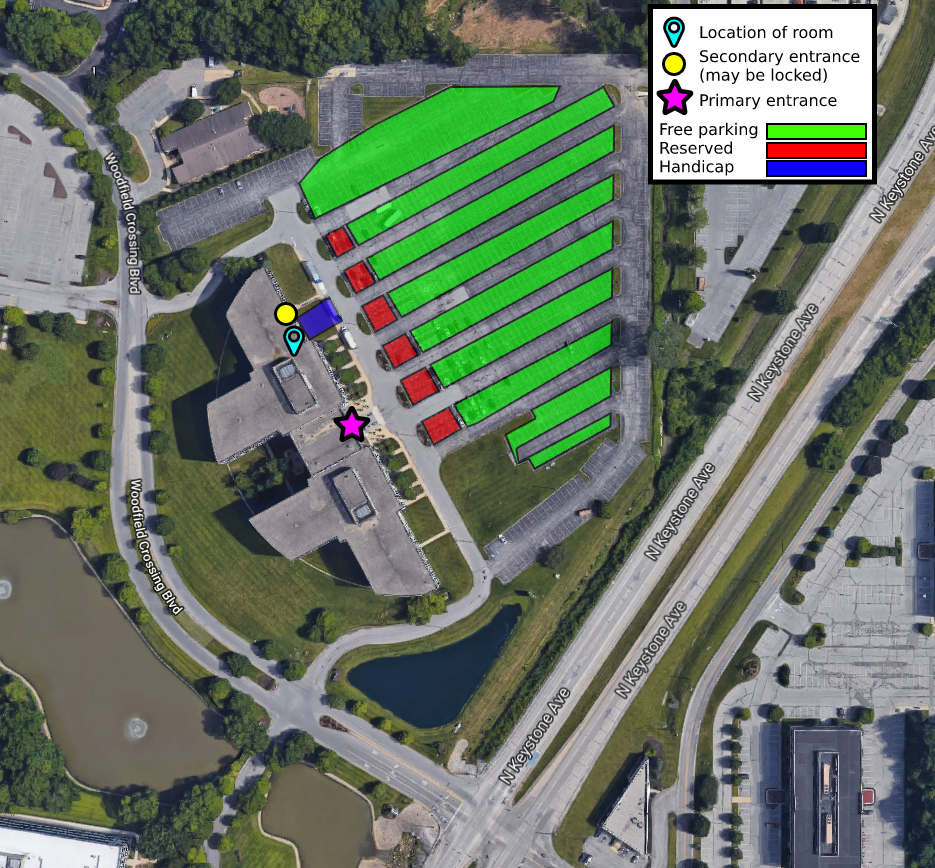 Location of room
Secondary entrance
(may be locked)
Primary entrance
Free parking
Reserved
Handicap
N Keystone Ave
Woodfield Crossing Blvd
N Keystone Ave
N Keystone Ave
Woodfield Crossing Blvd
N Keystone Ave
N Keystone Ave